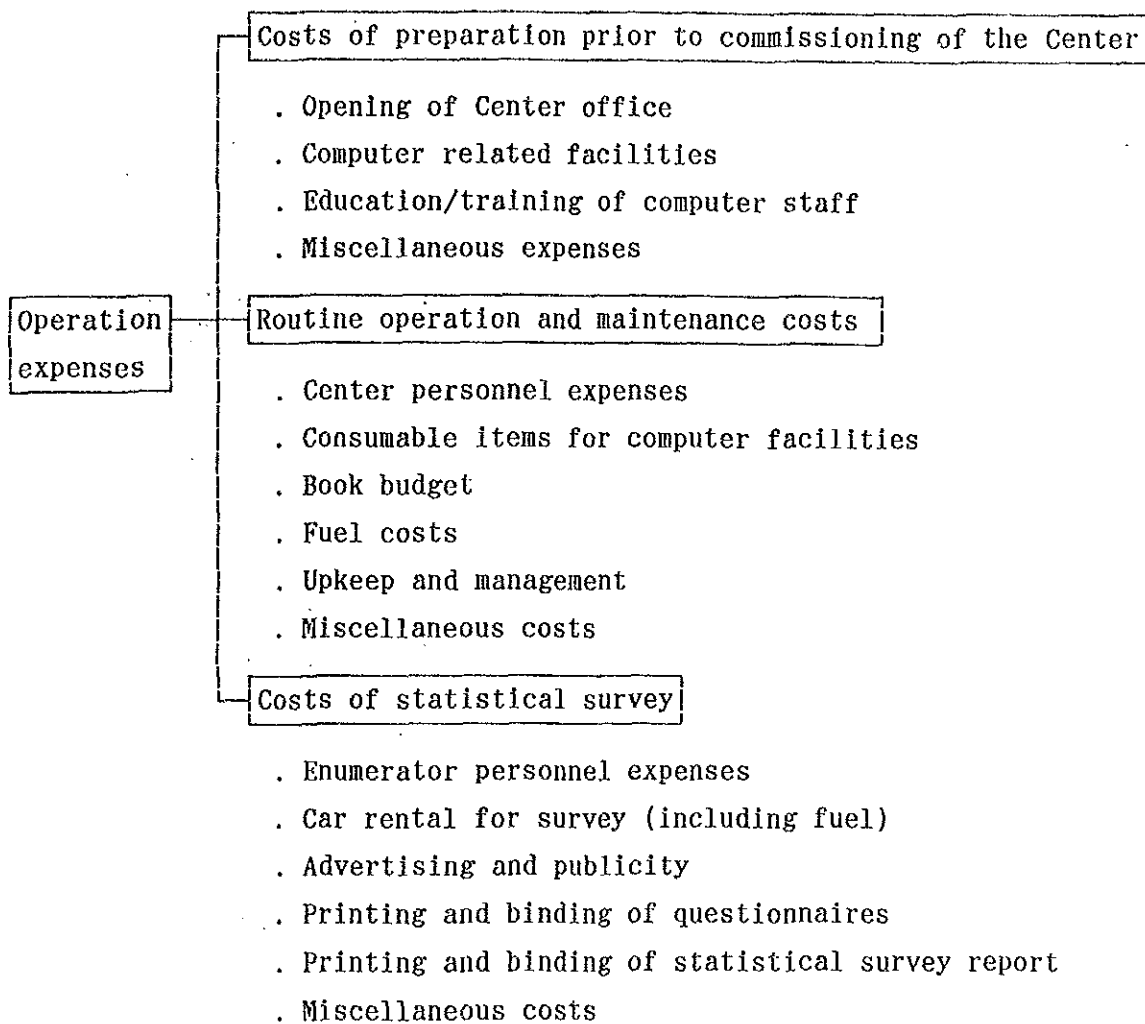 Costs of preparation prior to commissioning of the Center
. Opening of Center office
. Computer related facilities
. Education/training of computer staff
. Miscellaneous expenses
Operation
expenses
Routine operation and maintenance costs
. Center personnel expenses
. Consumable items for computer facilities
. Book budget
. Fuel costs
. Upkeep and management
. Miscellaneous costs
Costs of statistical survey
. Enumerator personnel expenses
. Car rental for survey (including fuel)
. Advertising and publicity
. Printing and binding of questionnaires
. Printing and binding of statistical survey report
. Miscellaneous costs